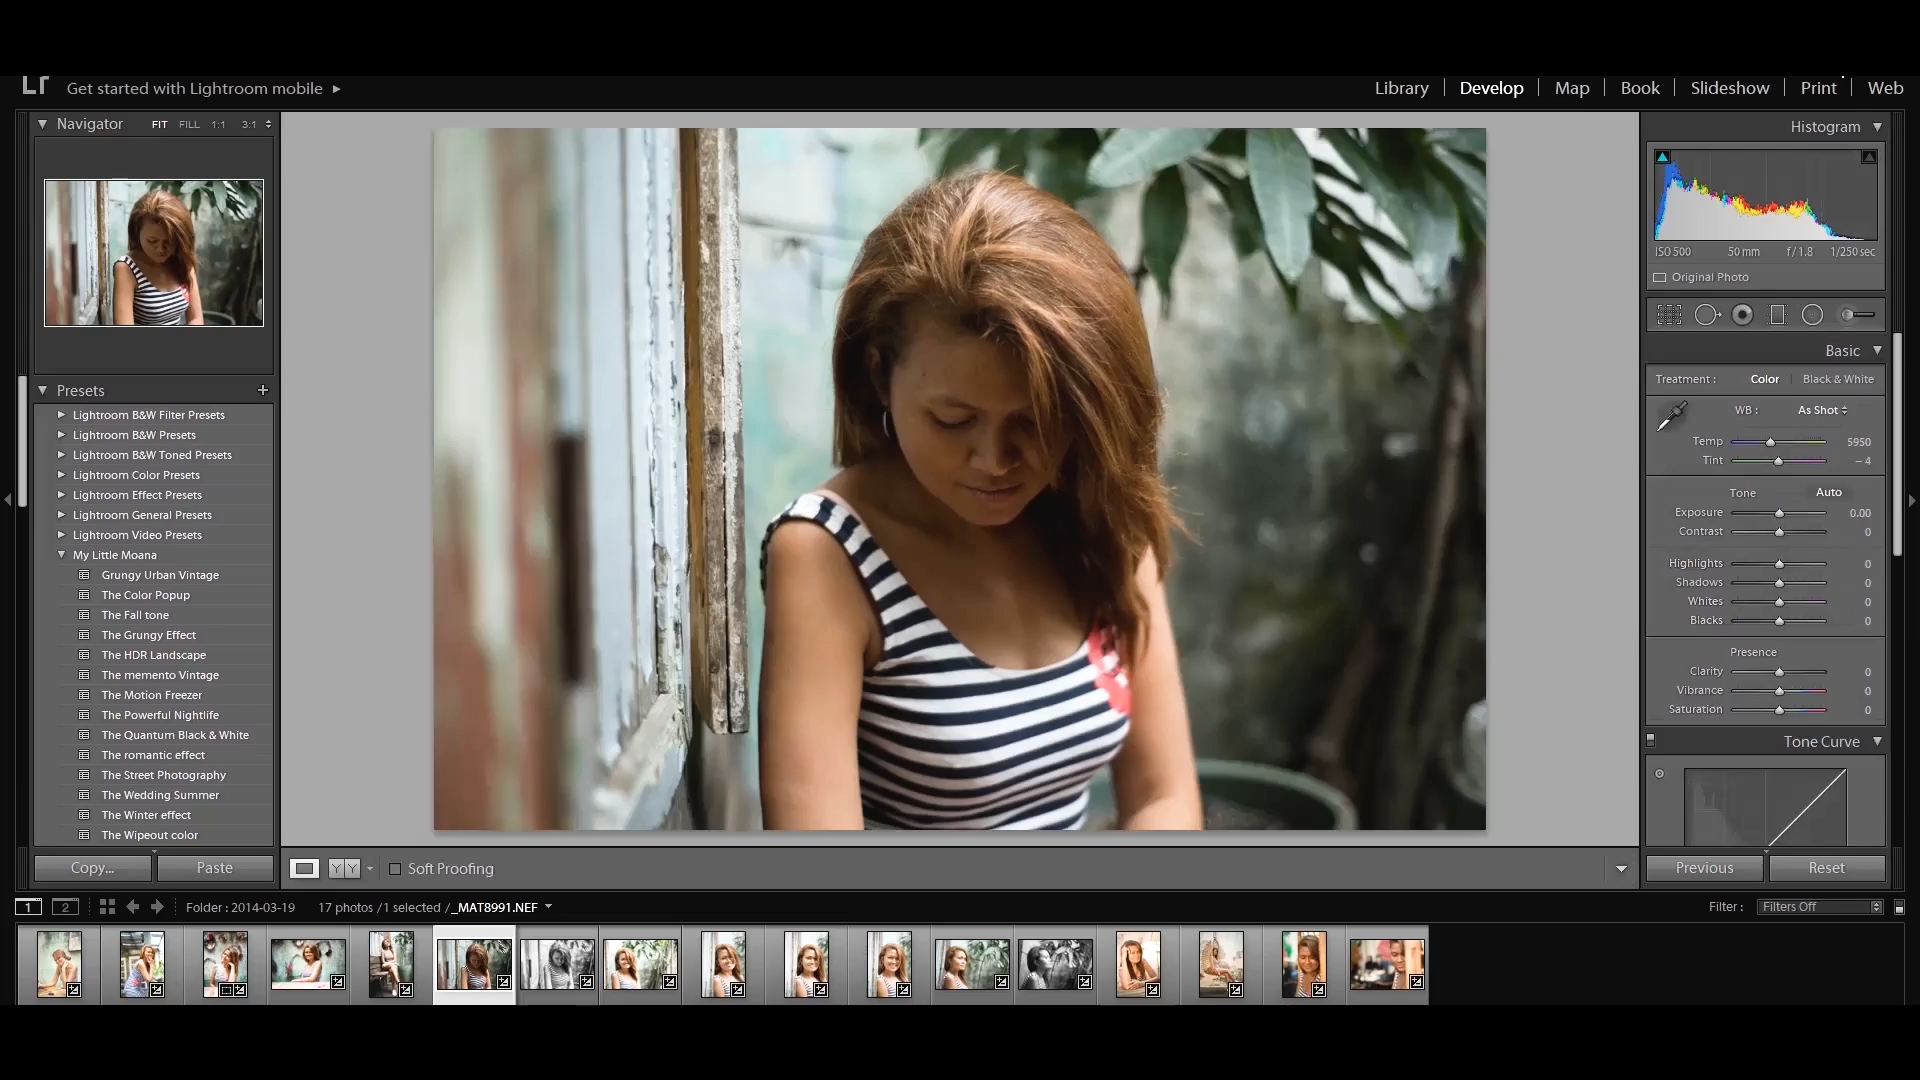 Lr Get started with Lightroom mobile
Library Develop Map Book Slideshow Print Web
Navigator FIT FILL 1:1 3:1
Presets
Lightroom B&W Filter Presets
Lightroom B&W Presets
Lightroom B&W Toned Presets
Lightroom Color Presets
Lightroom Effect Presets
Lightroom General Presets
Lightroom Video Presets
My Little Moana
Grungy Urban Vintage
The Color Popup
The Fall tone
The Grungy Effect
The HDR Landscape
The memento Vintage
The Motion Freezer
The Powerful Nightlife
The Quantum Black & White
The romantic effect
The Street Photography
The Wedding Summer
The Winter effect
The Wipeout color
Copy... Paste
Y Y Soft Proofing
Histogram
ISO 500 50 mm f / 1.8 1/250 sec
Original Photo
Basic
Treatment : Color Black & White
WB : As Shot
Temp 5950
Tint – 4
Tone Auto
Exposure 0.00
Contrast 0
Highlights 0
Shadows 0
Whites 0
Blacks 0
Presence
Clarity 0
Vibrance 0
Saturation 0
Tone Curve
Previous Reset
1 2 Folder : 2014-03-19 17 photos /1 selected /_MAT8991.NEF
Filter : Filters Off